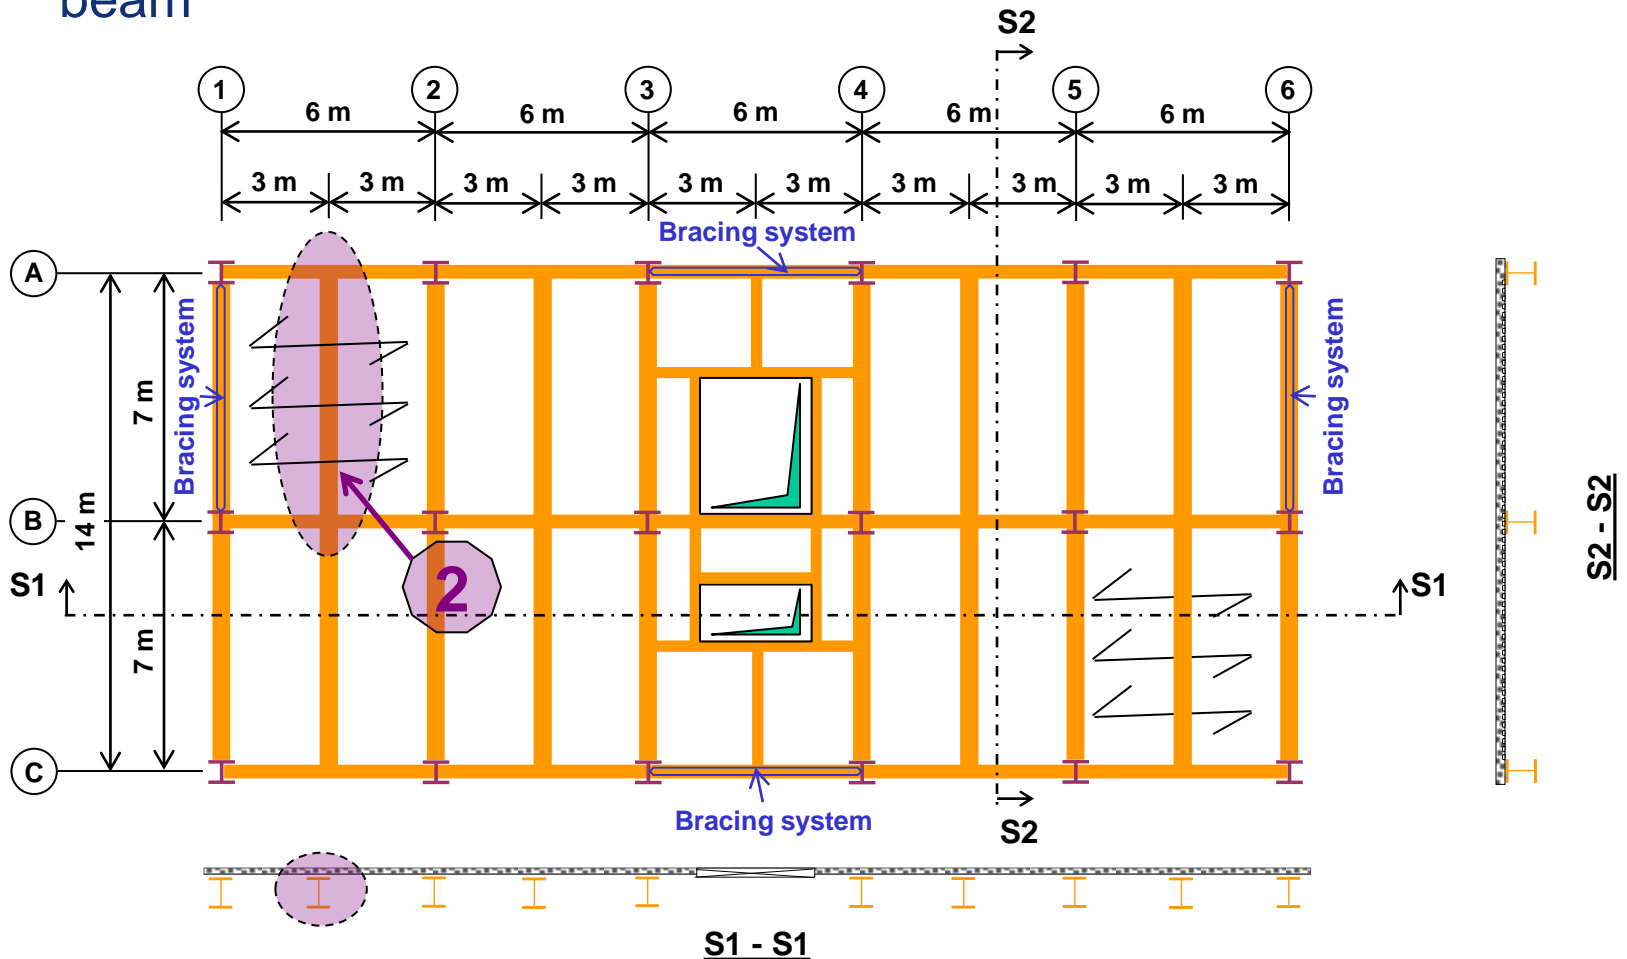 beam
S2
1 2 3 4 5 6
6 m 6 m 6 m 6 m 6 m
3 m 3 m 3 m 3 m 3 m 3 m 3 m 3 m 3 m 3 m
Bracing system
A
Bracing system
Bracing system
7 m
14 m
B
2
S1
S1
7 m
S2 - S2
C
Bracing system
S2
S1 - S1